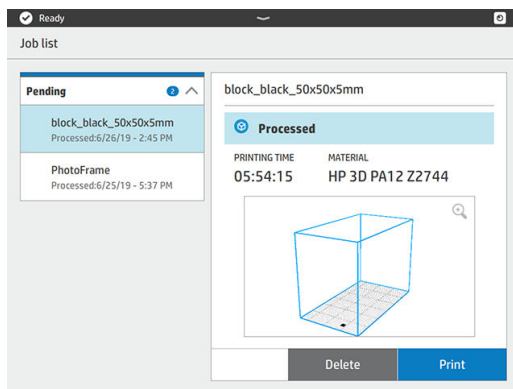 Ready
Job list
Pending 2
block_black_50x50x5mm
Processed:6/26/19 - 2:45 PM
PhotoFrame
Processed:6/25/19 - 5:37 PM
block_black_50x50x5mm
Processed
PRINTING TIME MATERIAL
05:54:15 HP 3D PA12 Z2744
Delete Print